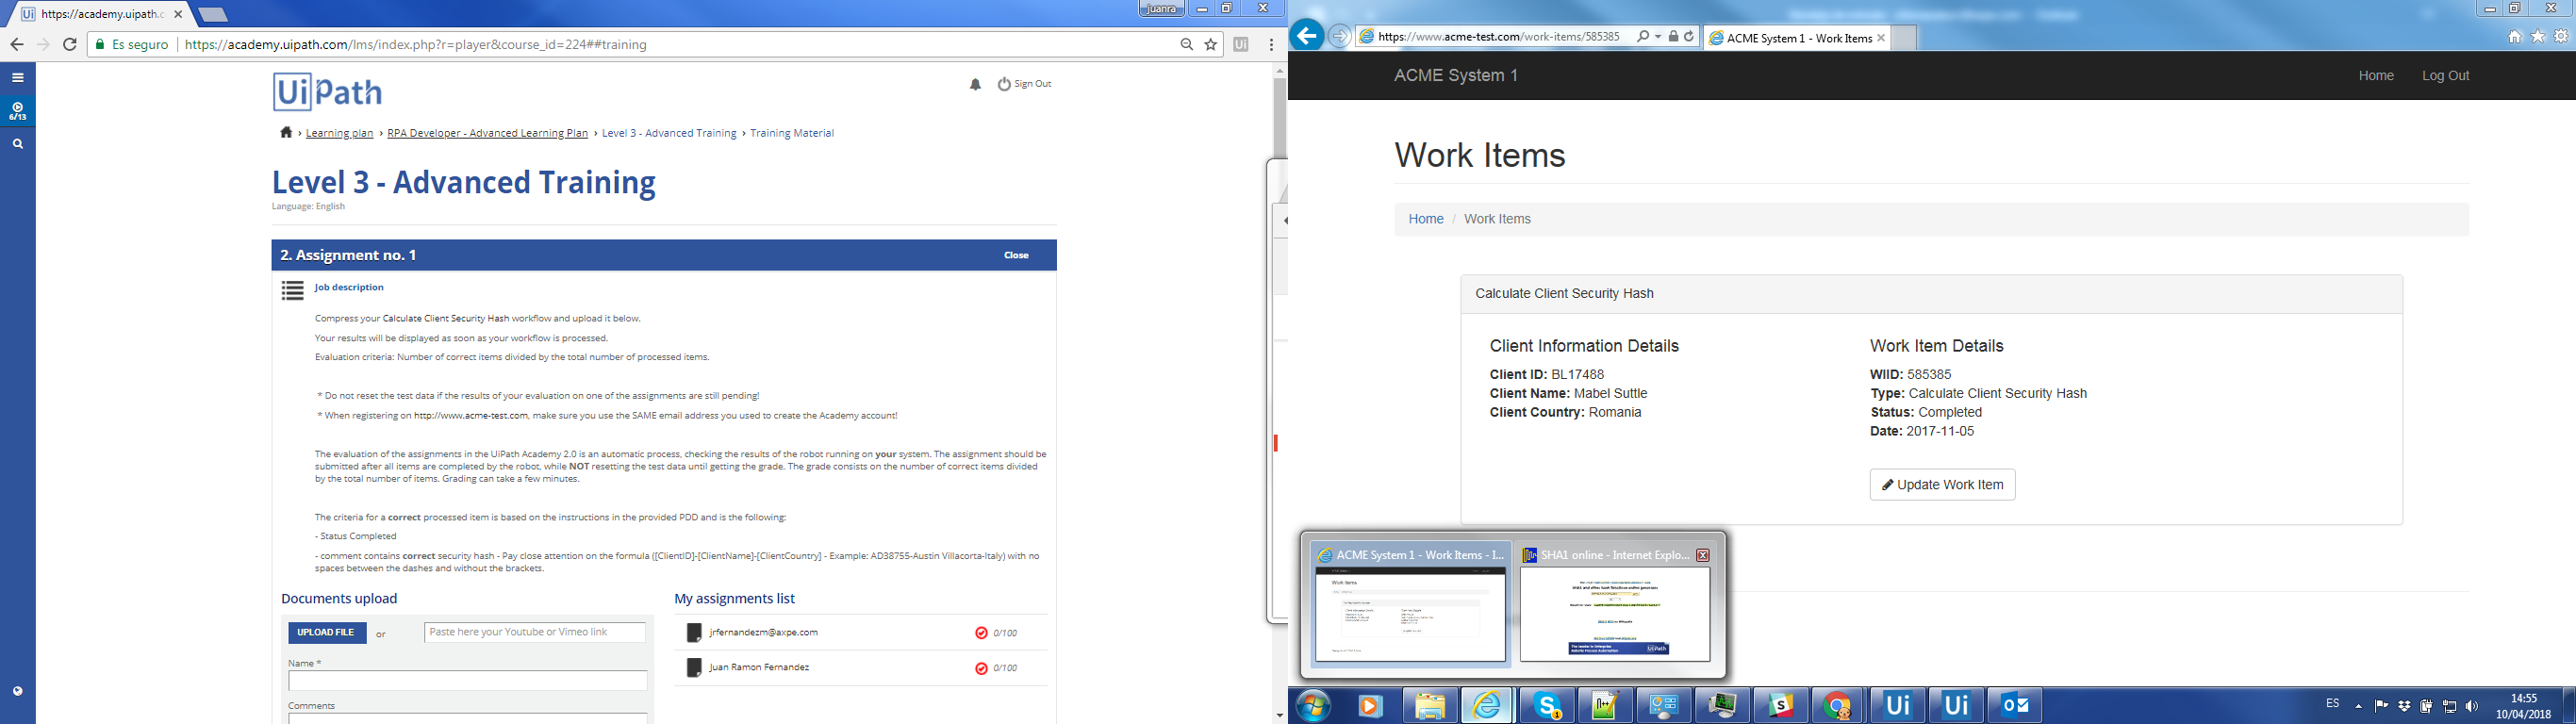 https://academy.uipath.c
juanra
Es seguro
https://academy.uipath.com/lms/index.php?r=player&course_id=224##training
6/13
UiPath
Sign Out
Learning plan › RPA Developer - Advanced Learning Plan › Level 3 - Advanced Training › Training Material
Level 3 - Advanced Training
Language: English
2. Assignment no. 1
Close
Job description
Compress your Calculate Client Security Hash workflow and upload it below.
Your results will be displayed as soon as your workflow is processed.
Evaluation criteria: Number of correct items divided by the total number of processed items.
* Do not reset the test data if the results of your evaluation on one of the assignments are still pending!
* When registering on http://www.acme-test.com, make sure you use the SAME email address you used to create the Academy account!
The evaluation of the assignments in the UiPath Academy 2.0 is an automatic process, checking the results of the robot running on your system. The assignment should be
submitted after all items are completed by the robot, while NOT resetting the test data until getting the grade. The grade consists on the number of correct items divided
by the total number of items. Grading can take a few minutes.
The criteria for a correct processed item is based on the instructions in the provided PDD and is the following:
- Status Completed
- comment contains correct security hash - Pay close attention on the formula ([ClientID]-[ClientName]-[ClientCountry] - Example: AD38755-Austin Villacorta-Italy) with no
spaces between the dashes and without the brackets.
Documents upload
UPLOAD FILE
or
Paste here your Youtube or Vimeo link
Name *
Comments
My assignments list
jrfernandezm@axpe.com
0/100
Juan Ramon Fernandez
0/100
https://www.acme-test.com/work-items/585385
ACME System 1 - Work Items
ACME System 1
Home
Log Out
Work Items
Home / Work Items
Calculate Client Security Hash
Client Information Details
Client ID: BL17488
Client Name: Mabel Suttle
Client Country: Romania
Work Item Details
WIID: 585385
Type: Calculate Client Security Hash
Status: Completed
Date: 2017-11-05
Update Work Item
ACME System 1 - Work Items - I...
SHA1 online - Internet Explo...
Work Items
UiPath
Ui
Ui
ES
14:55
10/04/2018